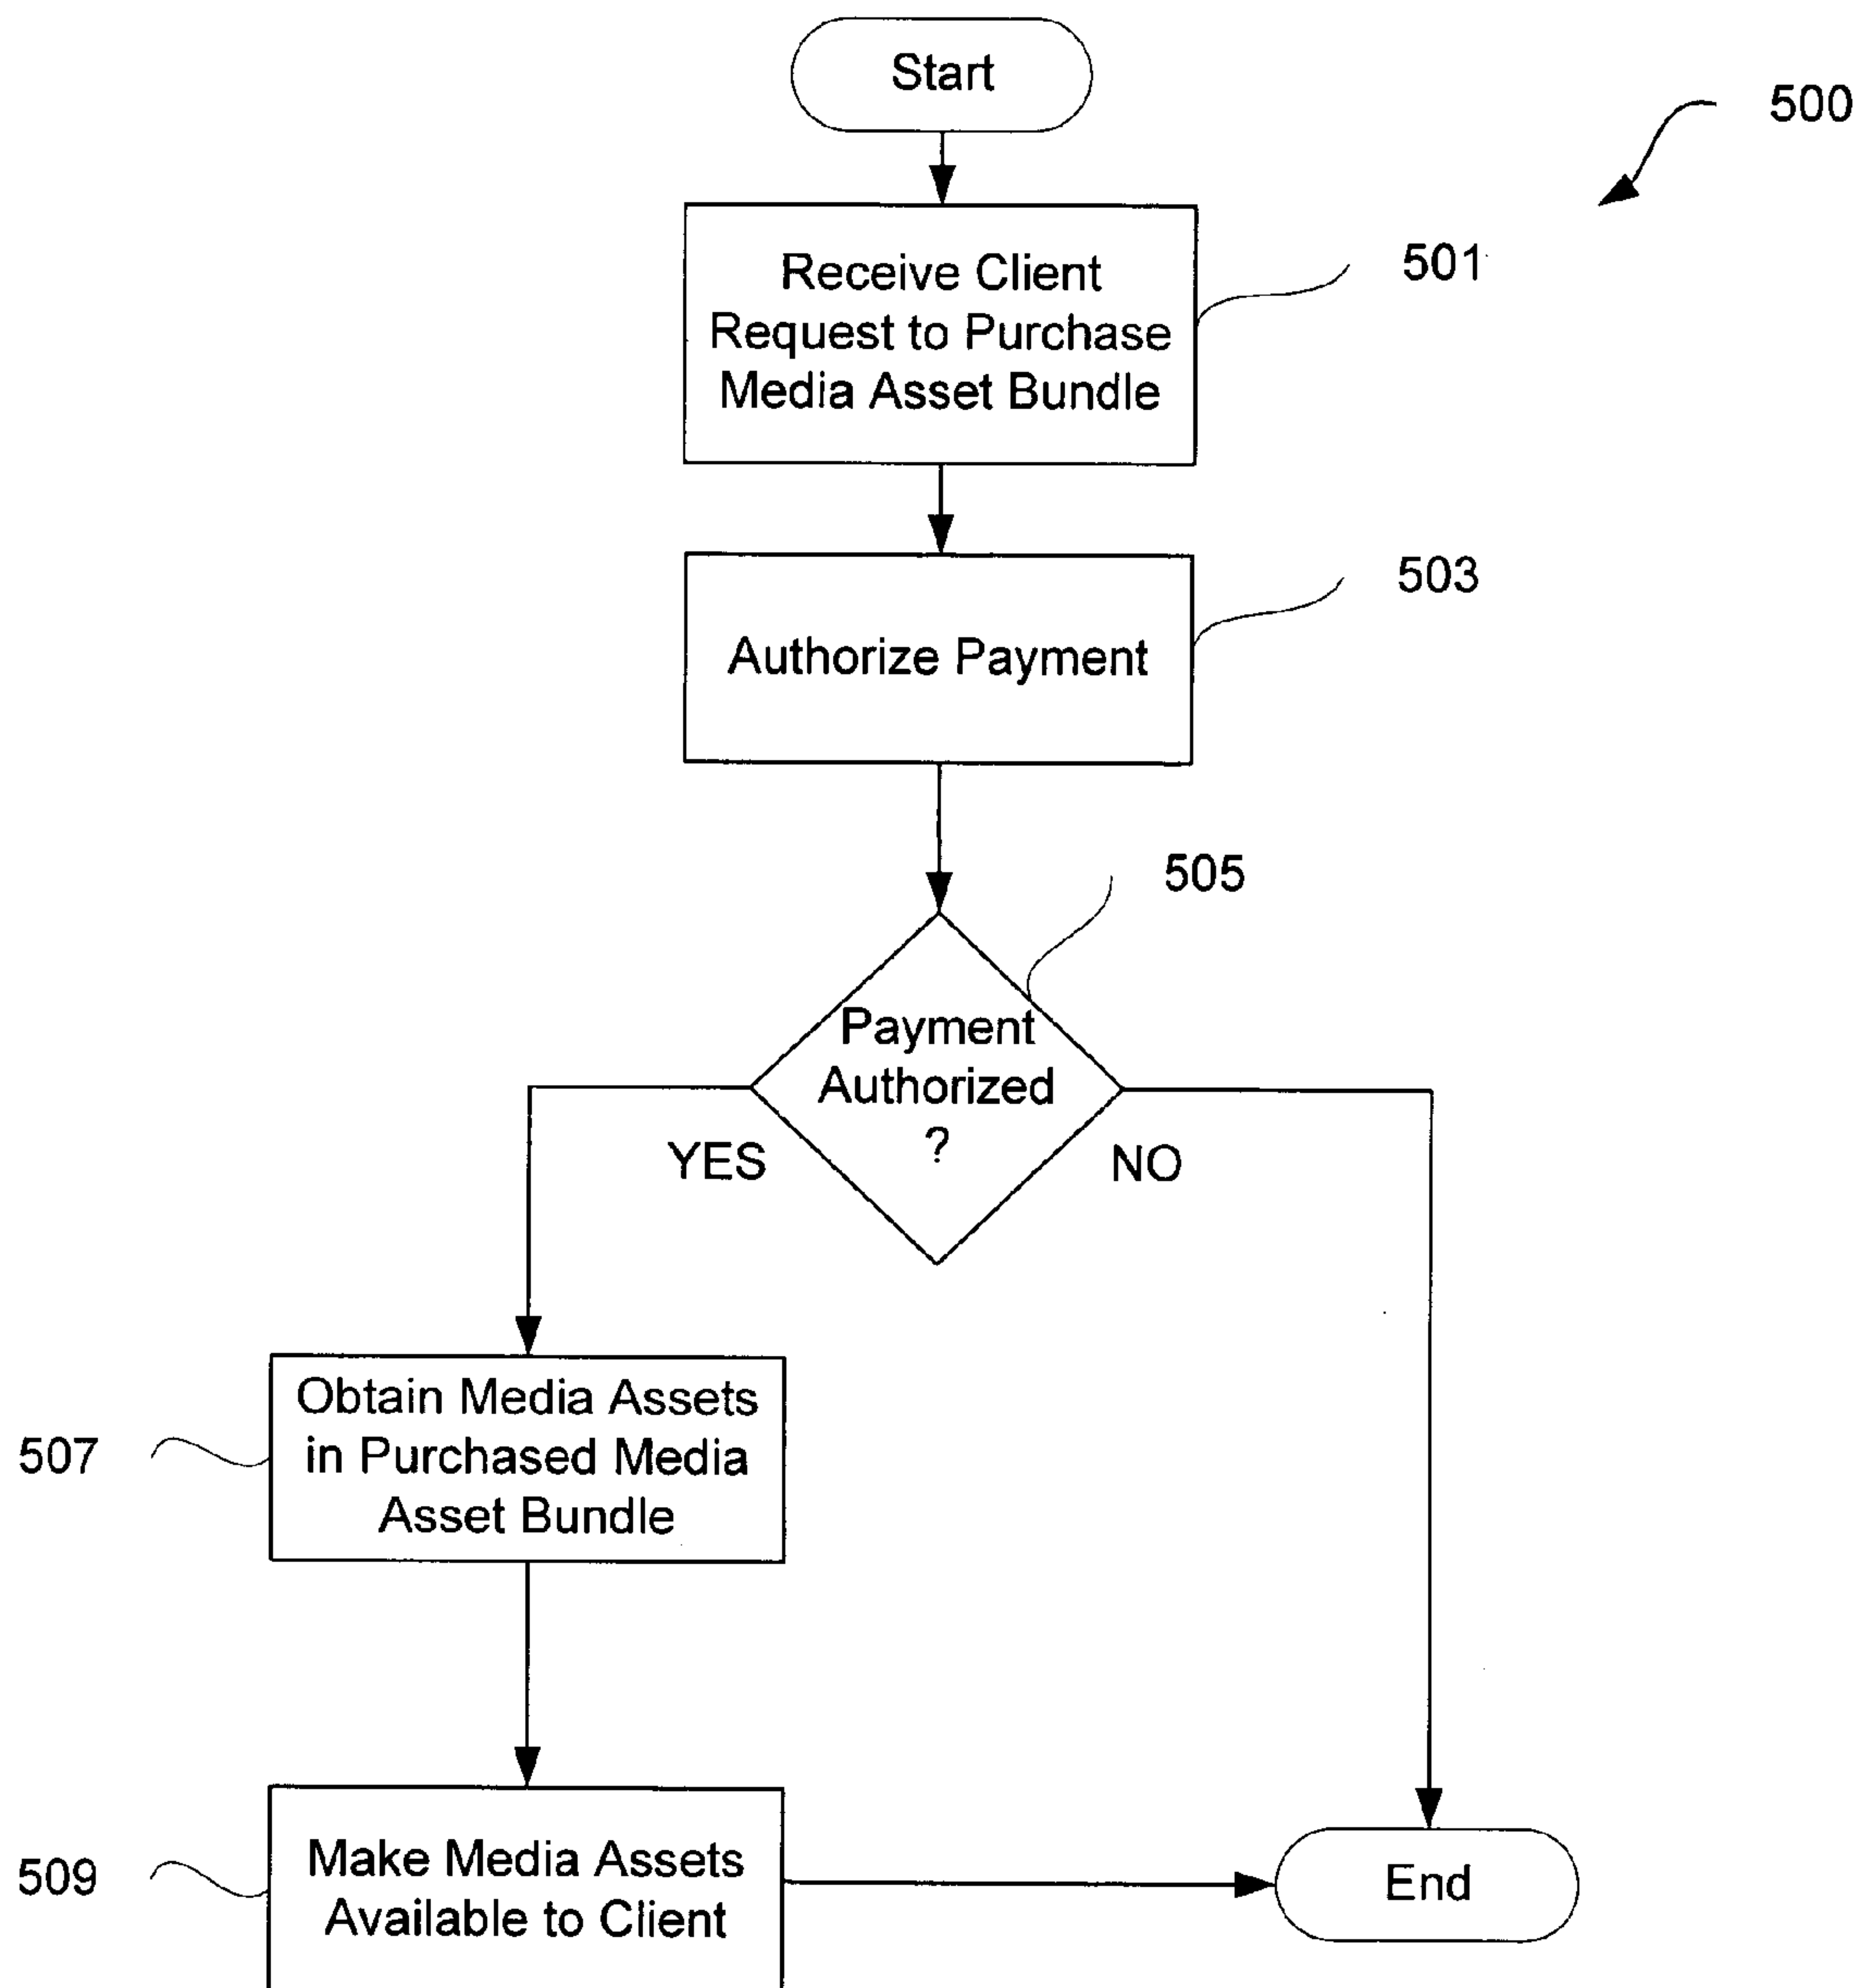 Start
500
Receive Client
Request to Purchase
Media Asset Bundle
501
Authorize Payment
503
505
Payment
Authorized
?
YES
NO
Obtain Media Assets
in Purchased Media
Asset Bundle
507
Make Media Assets
Available to Client
509
End